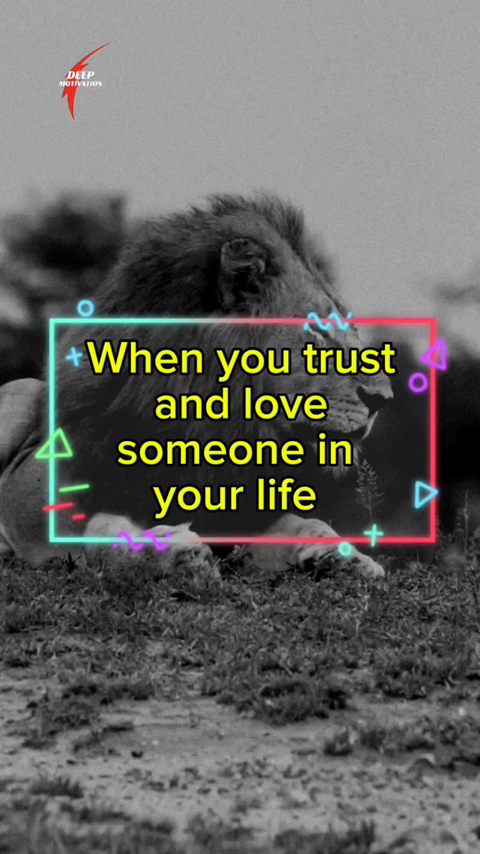 DEEP
MOTIVATION
When you trust
and love
someone in
your life